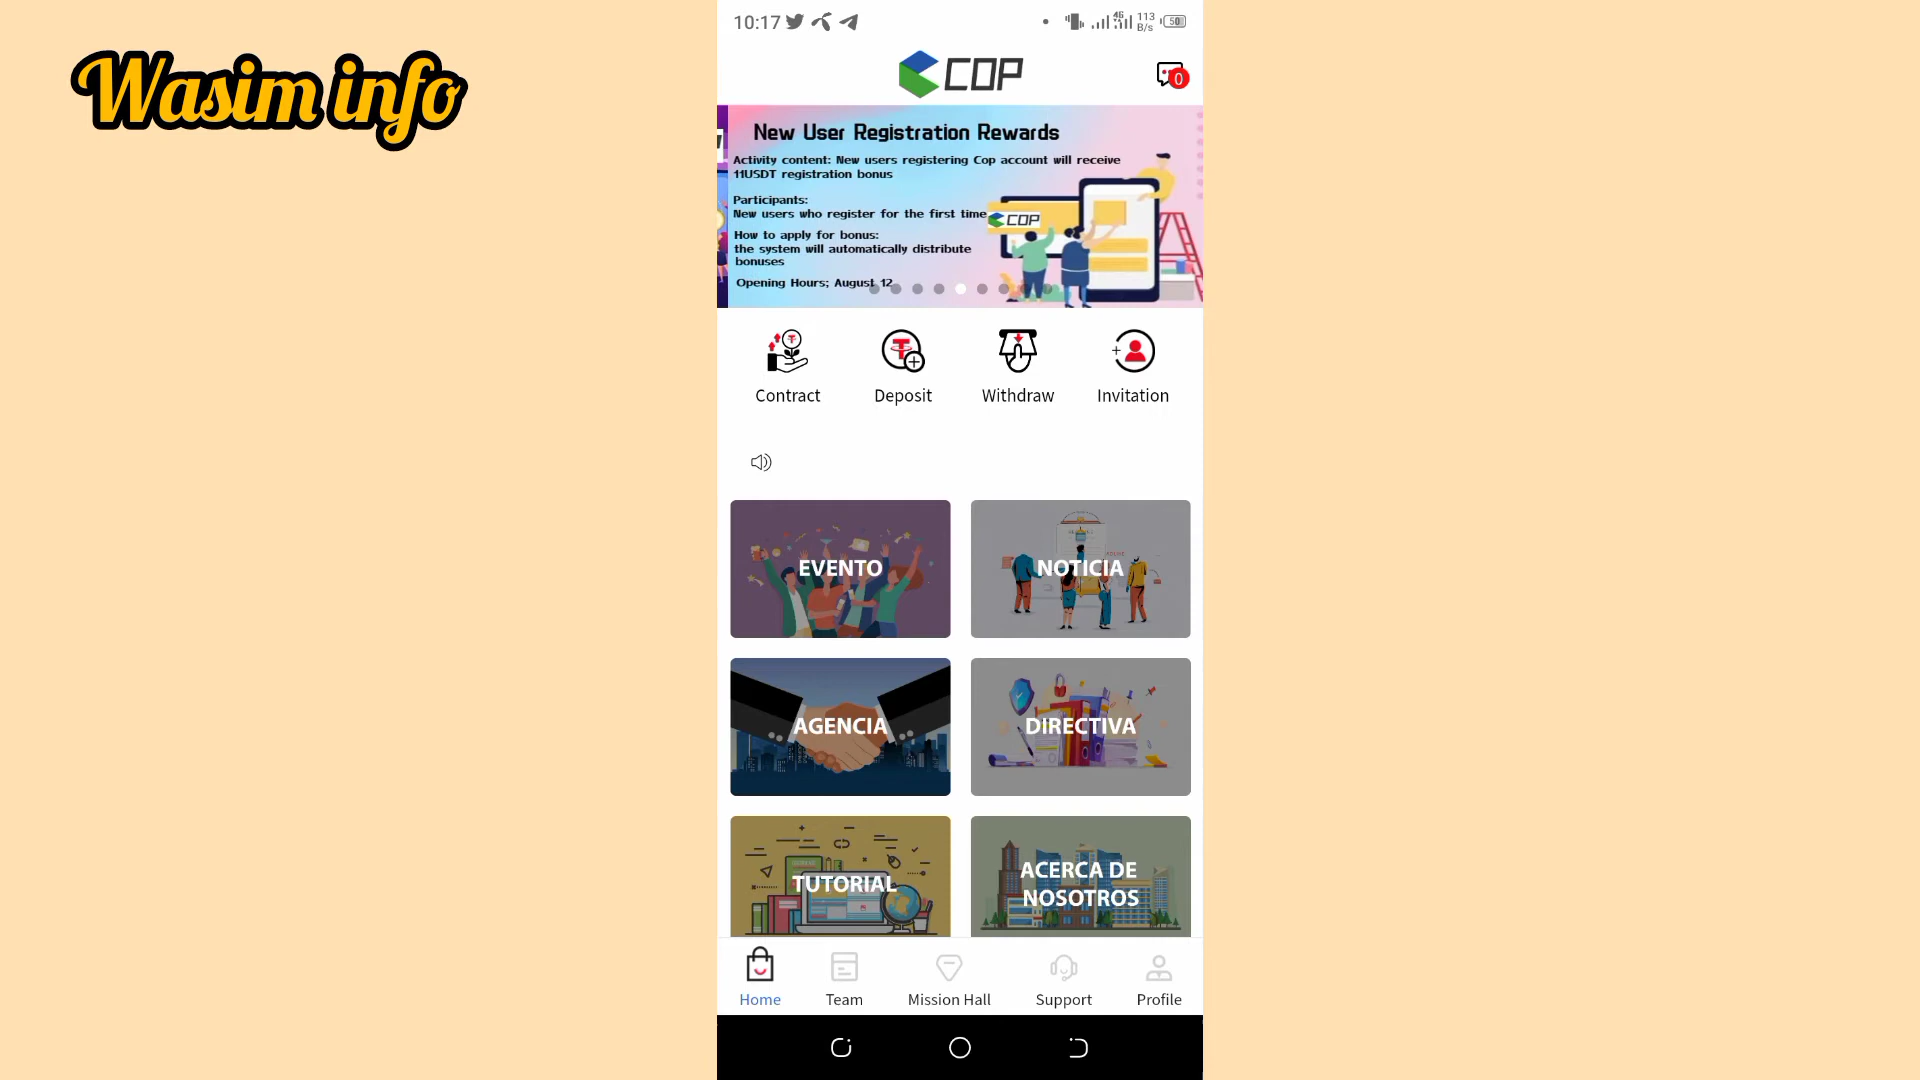 Wasim info
10:17
4G
113
B/s
50
COP
0
New User Registration Rewards
Activity content: New users registering Cop account will receive
11USDT registration bonus
Participants:
New users who register for the first time
COP
How to apply for bonus:
the system will automatically distribute
bonuses
Opening Hours; August 12
Contract
Deposit
Withdraw
Invitation
EVENTO
NOTICIA
AGENCIA
DIRECTIVA
TUTORIAL
ACERCA DE
NOSOTROS
Home
Team
Mission Hall
Support
Profile